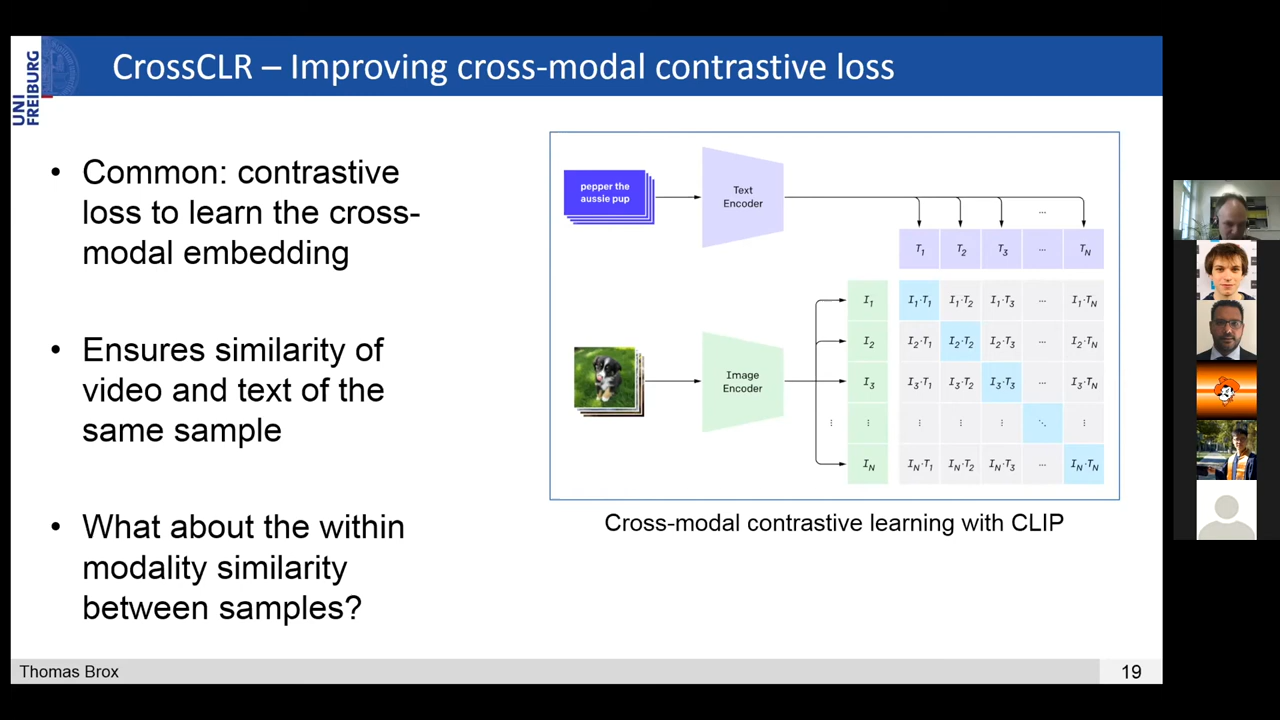 UNI
FREIBURG
CrossCLR – Improving cross-modal contrastive loss
• Common: contrastive
loss to learn the cross-
modal embedding
• Ensures similarity of
video and text of the
same sample
• What about the within
modality similarity
between samples?
pepper the
aussie pup
Text
Encoder
...
T1 T2 T3 ... TN
Image
Encoder
I1 I1·T1 I1·T2 I1·T3 ... I1·TN
I2 I2·T1 I2·T2 I2·T3 ... I2·TN
I3 I3·T1 I3·T2 I3·T3 ... I3·TN
⋮ ⋮ ⋮ ⋮ ⋮ ⋱ ⋮
IN IN·T1 IN·T2 IN·T3 ... IN·TN
Cross-modal contrastive learning with CLIP
Thomas Brox
19